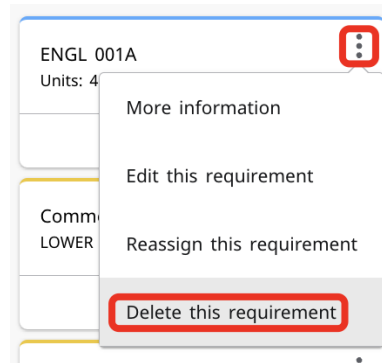 ENGL 001A
Units: 4
More information
Edit this requirement
Comm
LOWER
Reassign this requirement
Delete this requirement